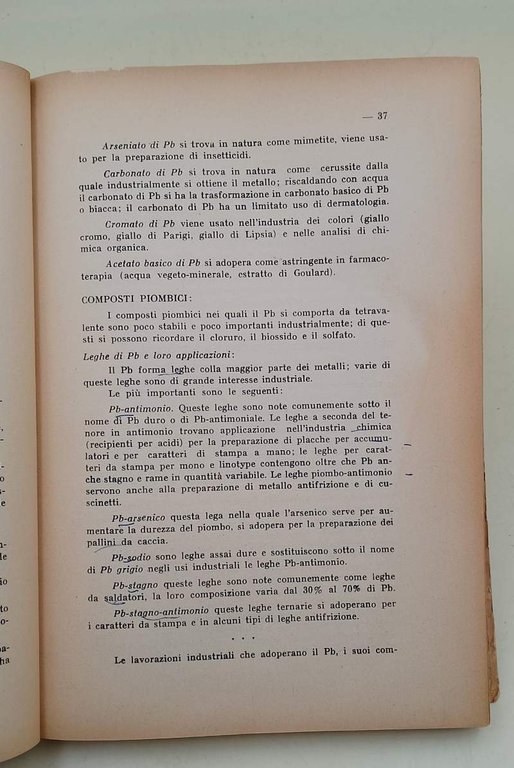 — 37
Arseniato di Pb si trova in natura come mimetite, viene usa-
to per la preparazione di insetticidi.
Carbonato di Pb si trova in natura come cerussite dalla
quale industrialmente si ottiene il metallo; riscaldando con acqua
il carbonato di Pb si ha la trasformazione in carbonato basico di Pb
o biacca; il carbonato di Pb ha un limitato uso di dermatologia.
Cromato di Pb viene usato nell'industria dei colori (giallo
cromo, giallo di Parigi, giallo di Lipsia) e nelle analisi di chi-
mica organica.
Acetato basico di Pb si adopera come astringente in farmaco-
terapia (acqua vegeto-minerale, estratto di Goulard).
COMPOSTI PIOMBICI:
I composti piombici nei quali il Pb si comporta da tetrava-
lente sono poco stabili e poco importanti industrialmente; di que-
sti si possono ricordare il cloruro, il biossido e il solfato.
Leghe di Pb e loro applicazioni:
Il Pb forma leghe colla maggior parte dei metalli; varie di
queste leghe sono di grande interesse industriale.
Le più importanti sono le seguenti:
Pb-antimonio. Queste leghe sono note comunemente sotto il
nome di Pb duro o di Pb-antimoniale. Le leghe a seconda del te-
nore in antimonio trovano applicazione nell'industria chimica
(recipienti per acidi) per la preparazione di placche per accumu-
latori e per caratteri di stampa a mano; le leghe per carat-
teri da stampa per mono e linotype contengono oltre che Pb an-
che stagno e rame in quantità variabile. Le leghe piombo-antimonio
servono anche alla preparazione di metallo antifrizione e di cu-
scinetti.
Pb-arsenico questa lega nella quale l'arsenico serve per au-
mentare la durezza del piombo, si adopera per la preparazione dei
pallini da caccia.
Pb-sodio sono leghe assai dure e sostituiscono sotto il nome
di Pb grigio negli usi industriali le leghe Pb-antimonio.
Pb-stagno queste leghe sono note comunemente come leghe
da saldatori, la loro composizione varia dal 30% al 70% di Pb.
Pb-stagno-antimonio queste leghe ternarie si adoperano per
i caratteri da stampa e in alcuni tipi di leghe antifrizione.
. . .
Le lavorazioni industriali che adoperano il Pb, i suoi com-